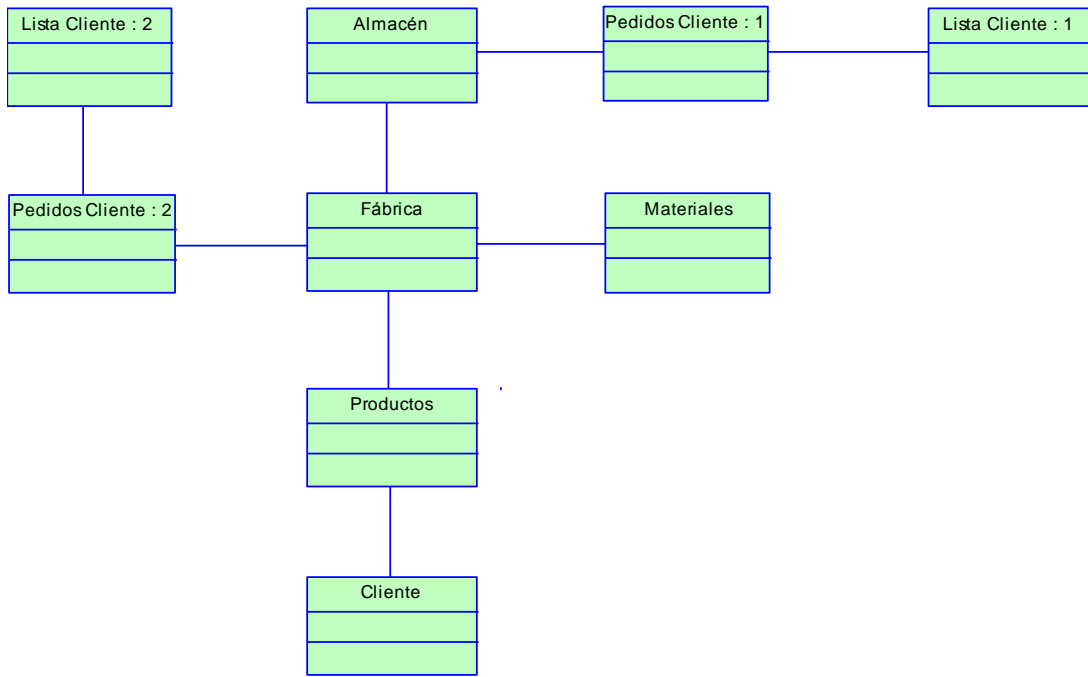 Lista Cliente : 2
Almacén
Pedidos Cliente : 1
Lista Cliente : 1
Pedidos Cliente : 2
Fábrica
Materiales
Productos
Cliente